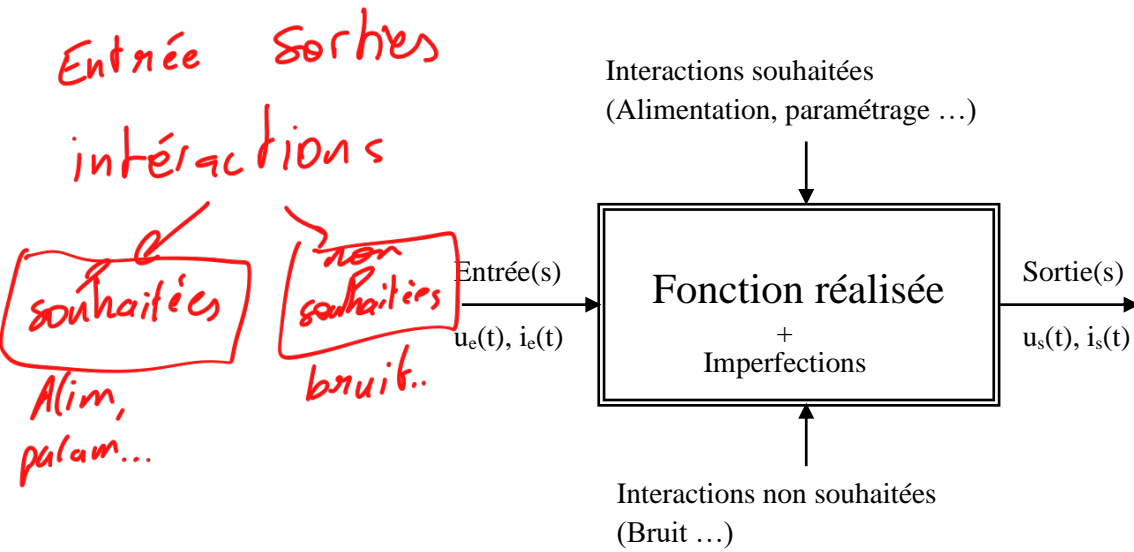 Entrée Sorties
intéractions
souhaitées
non
souhaitées
Alim,
param...
bruit..
Interactions souhaitées
(Alimentation, paramétrage …)
Entrée(s)
uₑ(t), iₑ(t)
Fonction réalisée
+
Imperfections
Sortie(s)
uₛ(t), iₛ(t)
Interactions non souhaitées
(Bruit …)